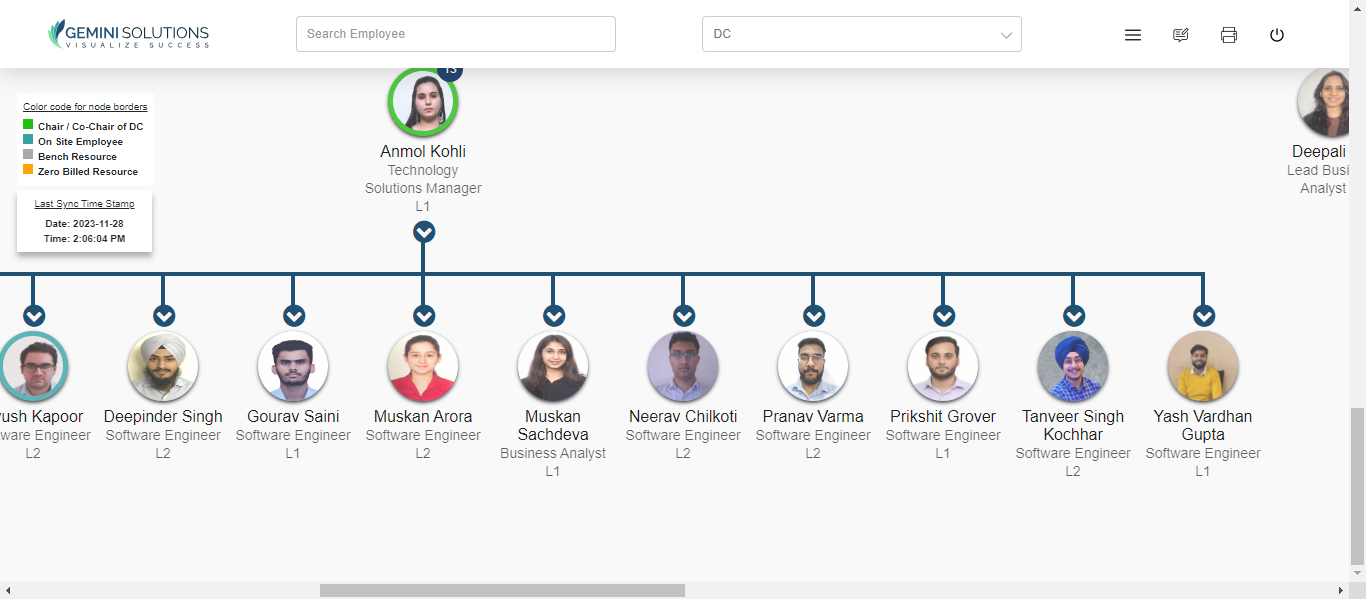 GEMINI SOLUTIONS
VISUALIZE SUCCESS
Search Employee
DC
13
Color code for node borders
Chair / Co-Chair of DC
On Site Employee
Bench Resource
Zero Billed Resource
Last Sync Time Stamp
Date: 2023-11-28
Time: 2:06:04 PM
Anmol Kohli
Technology
Solutions Manager
L1
Deepali
Lead Busi
Analyst
ush Kapoor
ware Engineer
L2
Deepinder Singh
Software Engineer
L2
Gourav Saini
Software Engineer
L1
Muskan Arora
Software Engineer
L2
Muskan
Sachdeva
Business Analyst
L1
Neerav Chilkoti
Software Engineer
L2
Pranav Varma
Software Engineer
L2
Prikshit Grover
Software Engineer
L1
Tanveer Singh
Kochhar
Software Engineer
L2
Yash Vardhan
Gupta
Software Engineer
L1